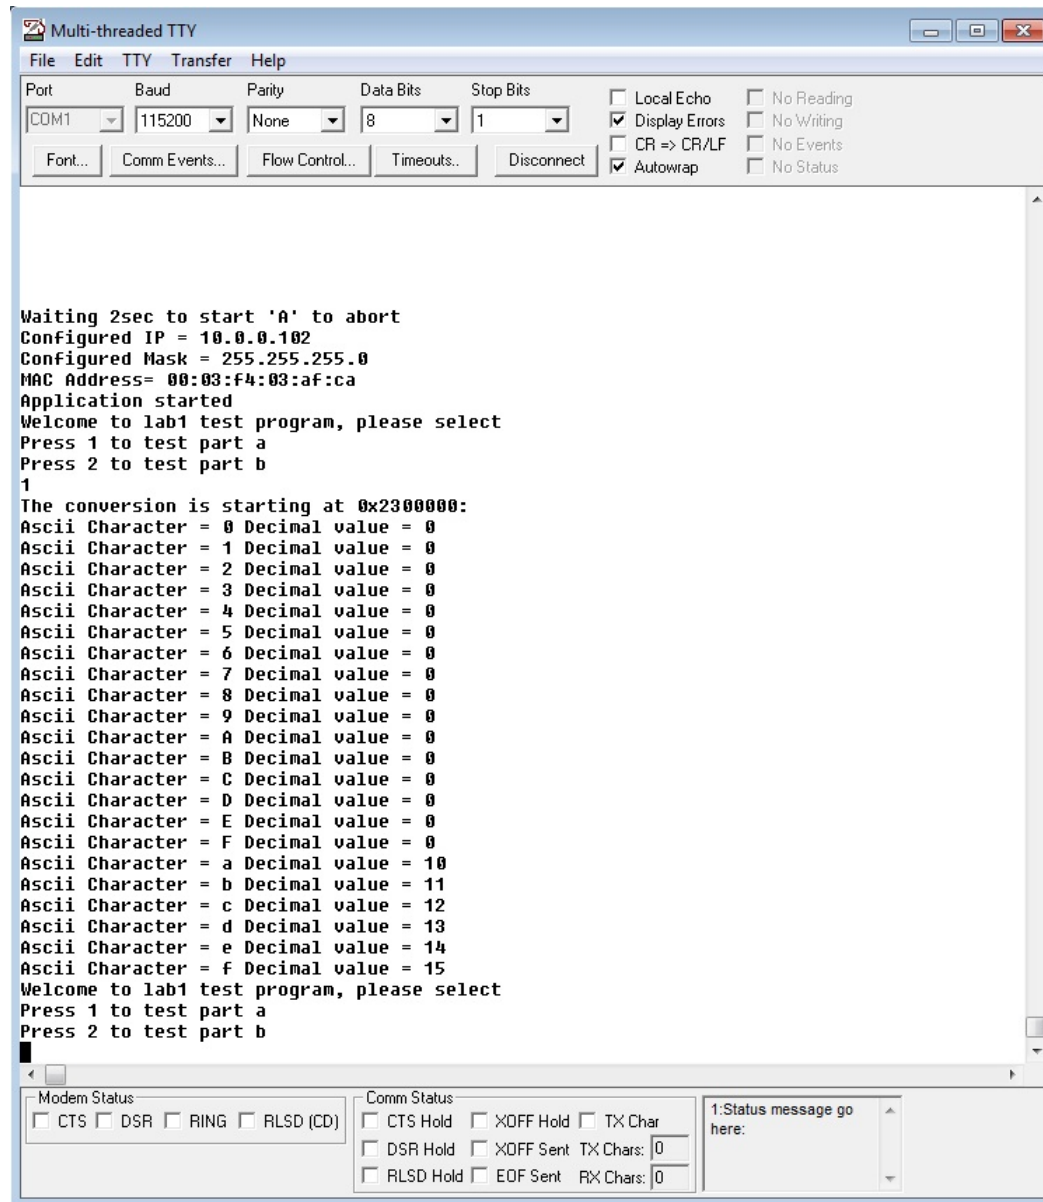 Multi-threaded TTY
File Edit TTY Transfer Help
Port Baud Parity Data Bits Stop Bits
COM1 115200 None 8 1
Local Echo No Reading
Display Errors No Writing
CR => CR/LF No Events
Autowrap No Status
Font... Comm Events... Flow Control... Timeouts.. Disconnect
Waiting 2sec to start 'A' to abort
Configured IP = 10.0.0.102
Configured Mask = 255.255.255.0
MAC Address= 00:03:f4:03:af:ca
Application started
Welcome to lab1 test program, please select
Press 1 to test part a
Press 2 to test part b
1
The conversion is starting at 0x2300000:
Ascii Character = 0 Decimal value = 0
Ascii Character = 1 Decimal value = 0
Ascii Character = 2 Decimal value = 0
Ascii Character = 3 Decimal value = 0
Ascii Character = 4 Decimal value = 0
Ascii Character = 5 Decimal value = 0
Ascii Character = 6 Decimal value = 0
Ascii Character = 7 Decimal value = 0
Ascii Character = 8 Decimal value = 0
Ascii Character = 9 Decimal value = 0
Ascii Character = A Decimal value = 0
Ascii Character = B Decimal value = 0
Ascii Character = C Decimal value = 0
Ascii Character = D Decimal value = 0
Ascii Character = E Decimal value = 0
Ascii Character = F Decimal value = 0
Ascii Character = a Decimal value = 10
Ascii Character = b Decimal value = 11
Ascii Character = c Decimal value = 12
Ascii Character = d Decimal value = 13
Ascii Character = e Decimal value = 14
Ascii Character = f Decimal value = 15
Welcome to lab1 test program, please select
Press 1 to test part a
Press 2 to test part b
Modem Status
CTS DSR RING RLSD (CD)
Comm Status
CTS Hold XOFF Hold TX Char
DSR Hold XOFF Sent TX Chars: 0
RLSD Hold EOF Sent RX Chars: 0
1:Status message go
here: